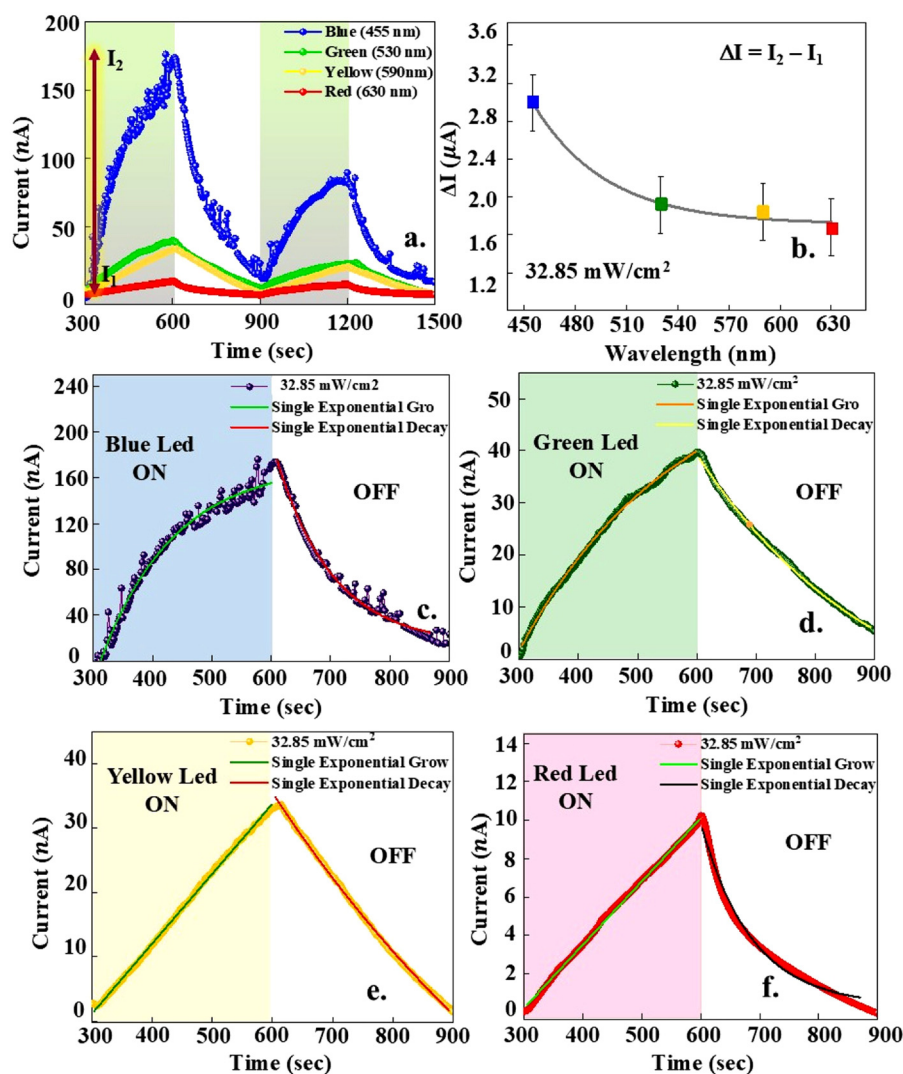 200
150
100
50
0
Current (nA)
I₂
I₁
Blue (455 nm)
Green (530 nm)
Yellow (590nm)
Red (630 nm)
a.
300 600 900 1200 1500
Time (sec)
3.6
3.2
2.8
2.4
2.0
1.6
1.2
ΔI (μA)
ΔI = I₂ – I₁
b.
32.85 mW/cm²
450 480 510 540 570 600 630
Wavelength (nm)
240
200
160
120
80
40
0
Current (nA)
32.85 mW/cm2
Single Exponential Gro
Single Exponential Decay
Blue Led
ON
OFF
c.
300 400 500 600 700 800 900
Time (sec)
50
40
30
20
10
0
Current (nA)
32.85 mW/cm²
Single Exponential Gro
Single Exponential Decay
Green Led
ON
OFF
d.
300 400 500 600 700 800 900
Time (sec)
40
30
20
10
0
Current (nA)
32.85 mW/cm²
Single Exponential Grow
Single Exponential Decay
Yellow Led
ON
OFF
e.
300 400 500 600 700 800 900
Time (sec)
14
12
10
8
6
4
2
0
Current (nA)
32.85 mW/cm²
Single Exponential Grow
Single Exponential Decay
Red Led
ON
OFF
f.
300 400 500 600 700 800 900
Time (sec)